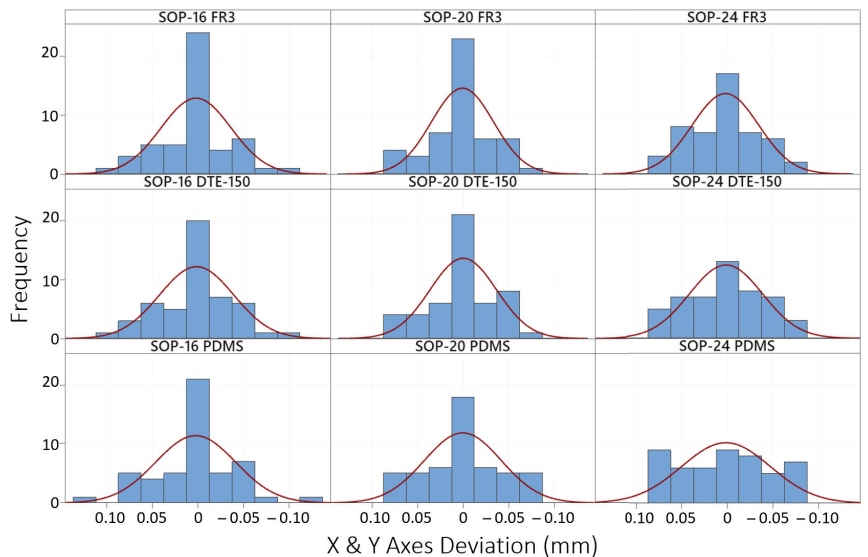 SOP-16 FR3 SOP-20 FR3 SOP-24 FR3
20
10
0
SOP-16 DTE-150 SOP-20 DTE-150 SOP-24 DTE-150
20
10
0
SOP-16 PDMS SOP-20 PDMS SOP-24 PDMS
20
10
0
Frequency
0.10 0.05 0 −0.05 −0.10 0.10 0.05 0 −0.05 −0.10 0.10 0.05 0 −0.05 −0.10
X & Y Axes Deviation (mm)